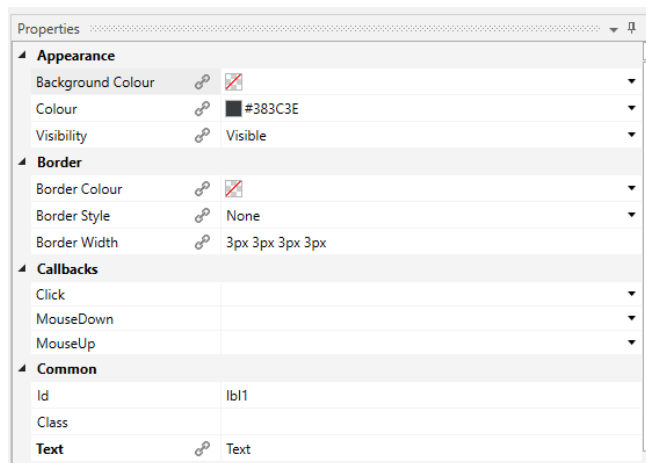 Properties
Appearance
Background Colour
Colour #383C3E
Visibility Visible
Border
Border Colour
Border Style None
Border Width 3px 3px 3px 3px
Callbacks
Click
MouseDown
MouseUp
Common
Id lbl1
Class
Text Text